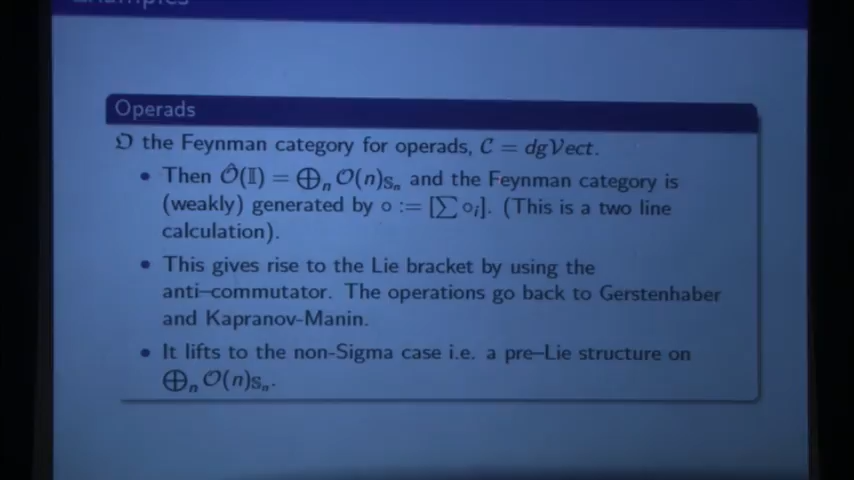 Examples
Operads
𝔒 the Feynman category for operads, 𝒞 = dg𝒱ect.
• Then Ô(𝕀) = ⊕ₙ 𝒪(n)𝕊ₙ and the Feynman category is
(weakly) generated by ∘ := [∑ ∘ᵢ]. (This is a two line
calculation).
• This gives rise to the Lie bracket by using the
anti–commutator. The operations go back to Gerstenhaber
and Kapranov-Manin.
• It lifts to the non-Sigma case i.e. a pre–Lie structure on
⊕ₙ 𝒪(n)𝕊ₙ.